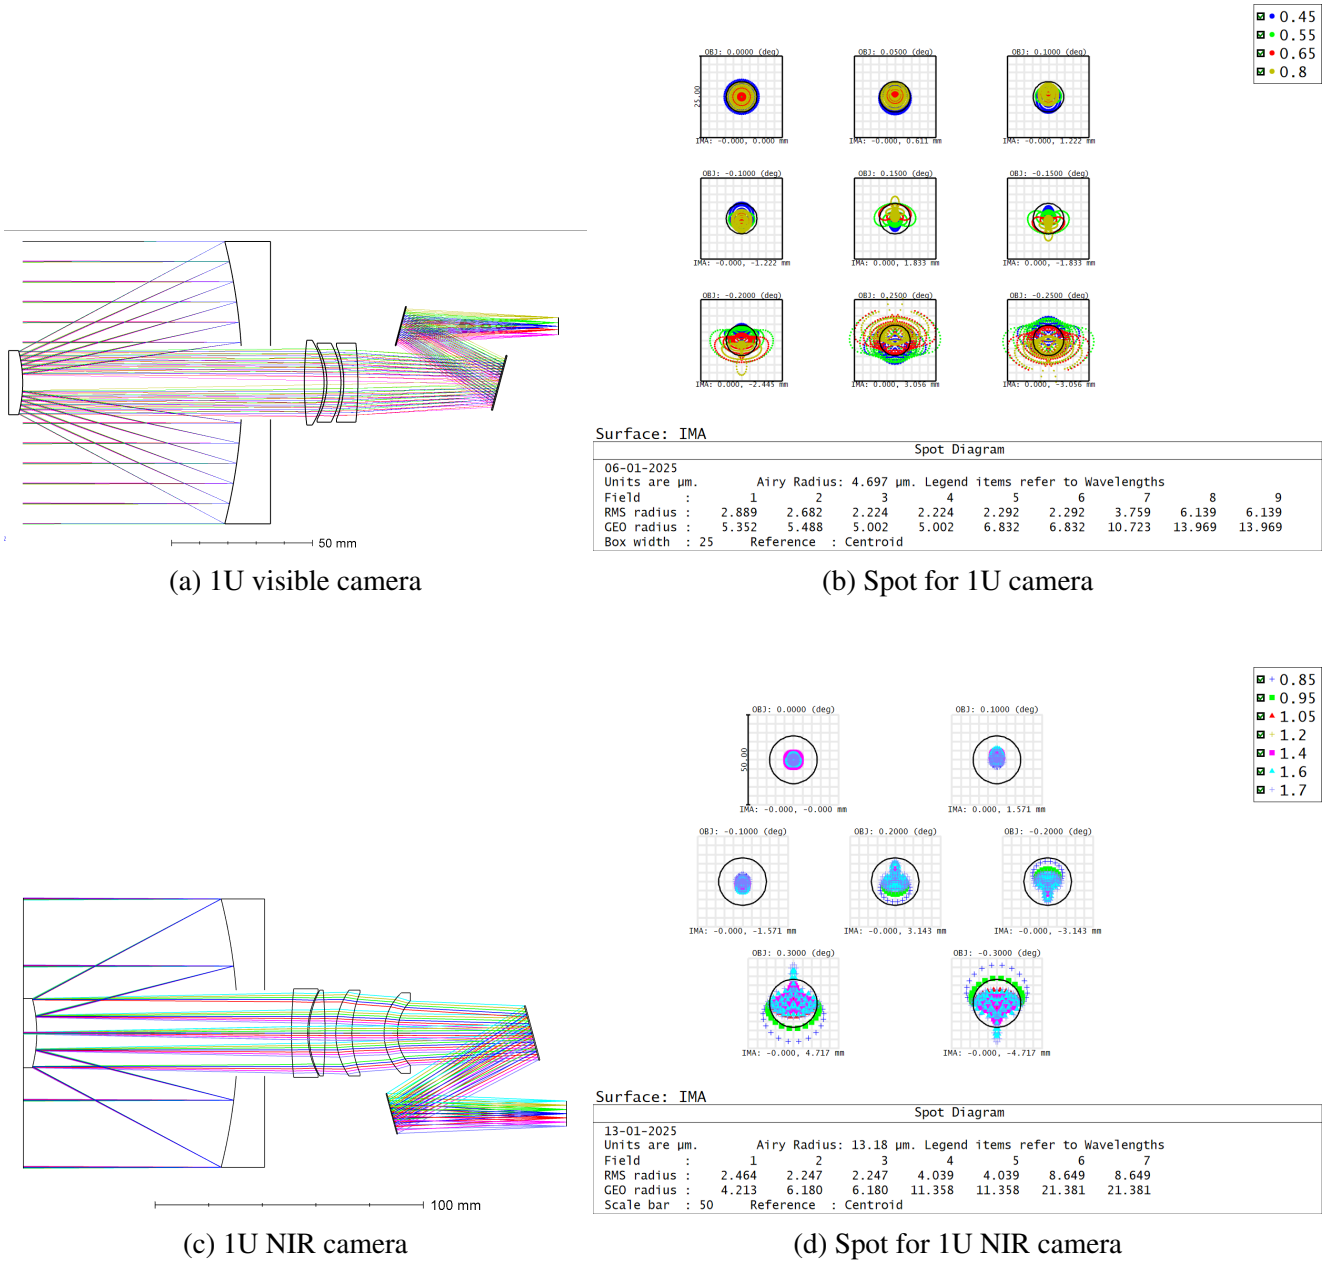 0.45
0.55
0.65
0.8
OBJ: 0.0000 (deg)
OBJ: 0.0500 (deg)
OBJ: 0.1000 (deg)
25.00
IMA: -0.000, 0.000 mm
IMA: -0.000, 0.611 mm
IMA: -0.000, 1.222 mm
OBJ: -0.1000 (deg)
OBJ: 0.1500 (deg)
OBJ: -0.1500 (deg)
IMA: -0.000, -1.222 mm
IMA: 0.000, 1.833 mm
IMA: 0.000, -1.833 mm
OBJ: -0.2000 (deg)
OBJ: 0.2500 (deg)
OBJ: -0.2500 (deg)
IMA: 0.000, -2.445 mm
IMA: 0.000, 3.056 mm
IMA: 0.000, -3.056 mm
50 mm
Surface: IMA
Spot Diagram
06-01-2025
Units are µm. Airy Radius: 4.697 µm. Legend items refer to Wavelengths
Field : 1 2 3 4 5 6 7 8 9
RMS radius : 2.889 2.682 2.224 2.224 2.292 2.292 3.759 6.139 6.139
GEO radius : 5.352 5.488 5.002 5.002 6.832 6.832 10.723 13.969 13.969
Box width : 25 Reference : Centroid
(a) 1U visible camera
(b) Spot for 1U camera
0.85
0.95
1.05
1.2
1.4
1.6
1.7
OBJ: 0.0000 (deg)
OBJ: 0.1000 (deg)
50.00
IMA: -0.000, -0.000 mm
IMA: 0.000, 1.571 mm
OBJ: -0.1000 (deg)
OBJ: 0.2000 (deg)
OBJ: -0.2000 (deg)
IMA: -0.000, -1.571 mm
IMA: -0.000, 3.143 mm
IMA: -0.000, -3.143 mm
OBJ: 0.3000 (deg)
OBJ: -0.3000 (deg)
IMA: -0.000, 4.717 mm
IMA: -0.000, -4.717 mm
100 mm
Surface: IMA
Spot Diagram
13-01-2025
Units are µm. Airy Radius: 13.18 µm. Legend items refer to Wavelengths
Field : 1 2 3 4 5 6 7
RMS radius : 2.464 2.247 2.247 4.039 4.039 8.649 8.649
GEO radius : 4.213 6.180 6.180 11.358 11.358 21.381 21.381
Scale bar : 50 Reference : Centroid
(c) 1U NIR camera
(d) Spot for 1U NIR camera